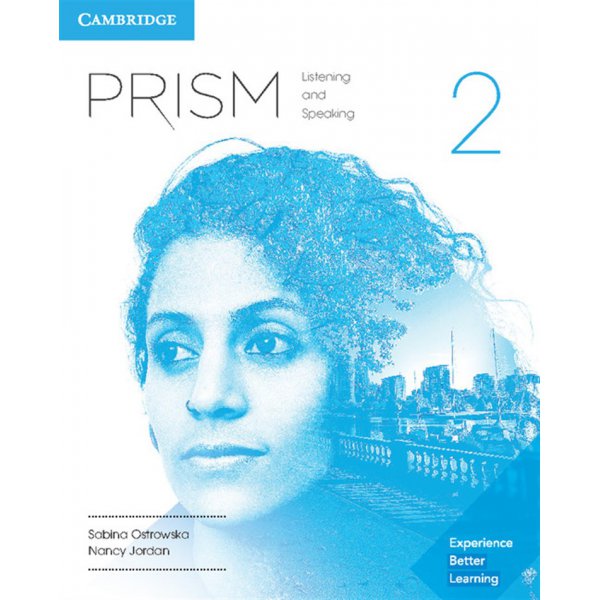 CAMBRIDGE
PRISM
Listening
and
Speaking
2
Sabina Ostrowska
Nancy Jordan
Experience
Better
Learning